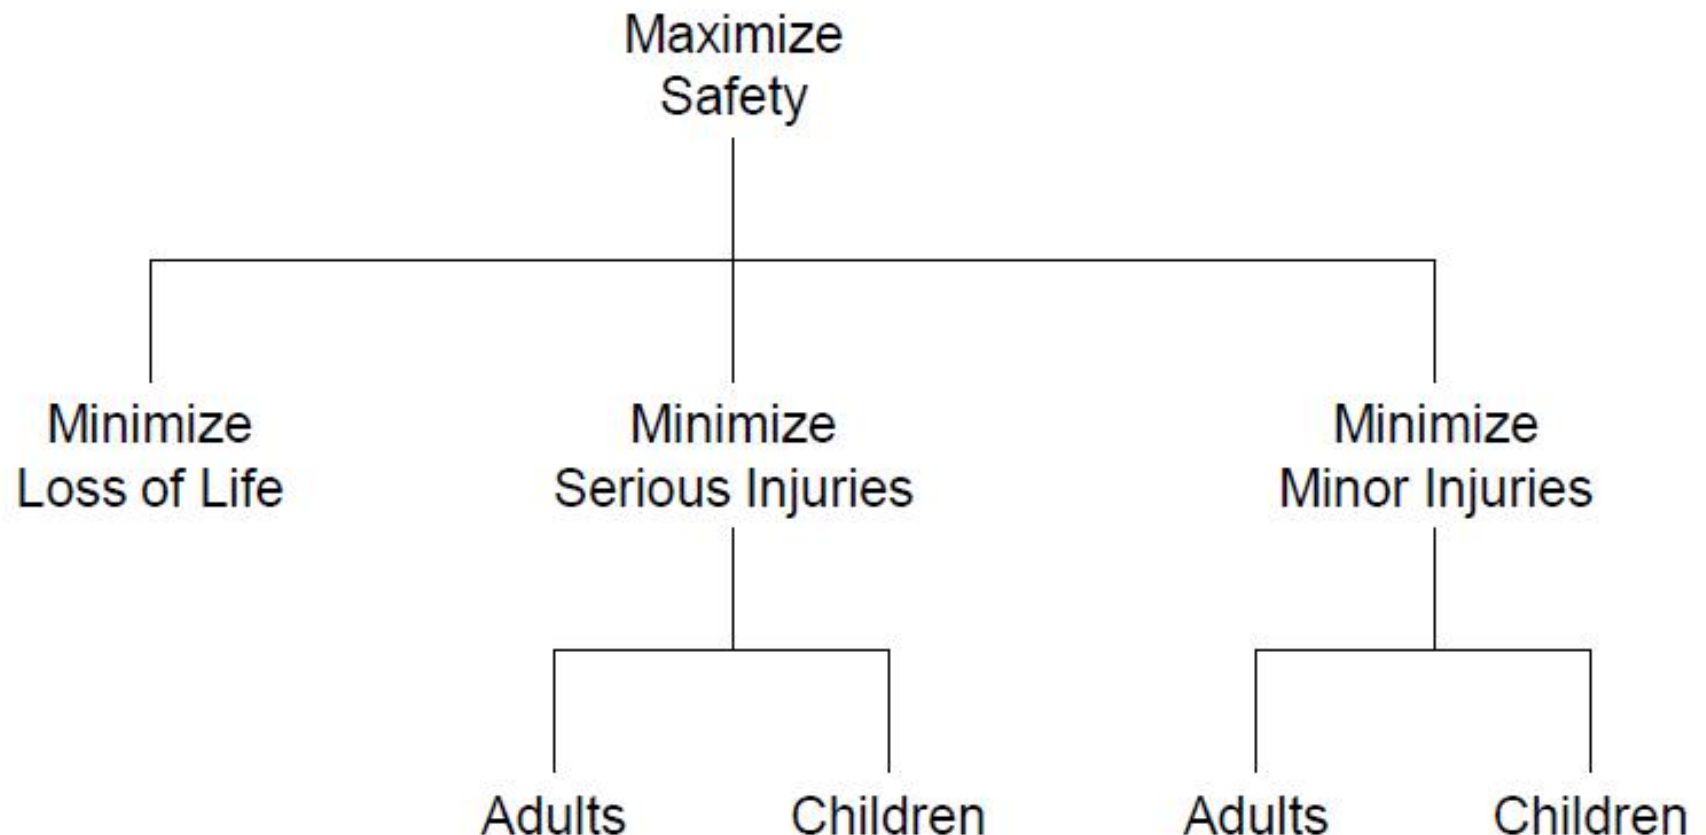 Maximize
Safety
Minimize
Loss of Life
Minimize
Serious Injuries
Minimize
Minor Injuries
Adults
Children
Adults
Children